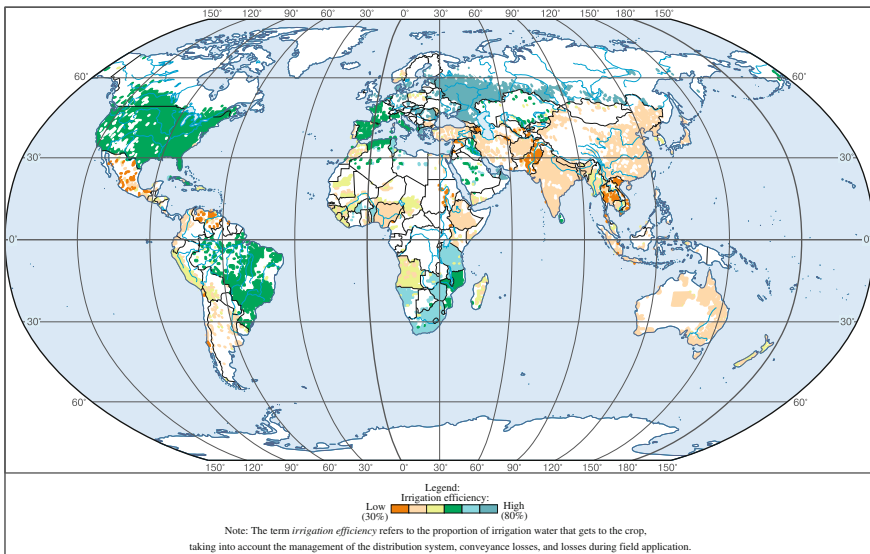 150° 120° 90° 60° 30° 0° 30° 60° 90° 120° 150° 180° 150°
60° 60°
30° 30°
0° 0°
30° 30°
60° 60°
150° 120° 90° 60° 30° 0° 30° 60° 90° 120° 150° 180° 150°
Legend:
Irrigation efficiency:
Low High
(30%) (80%)
Note: The term irrigation efficiency refers to the proportion of irrigation water that gets to the crop,
taking into account the management of the distribution system, conveyance losses, and losses during field application.